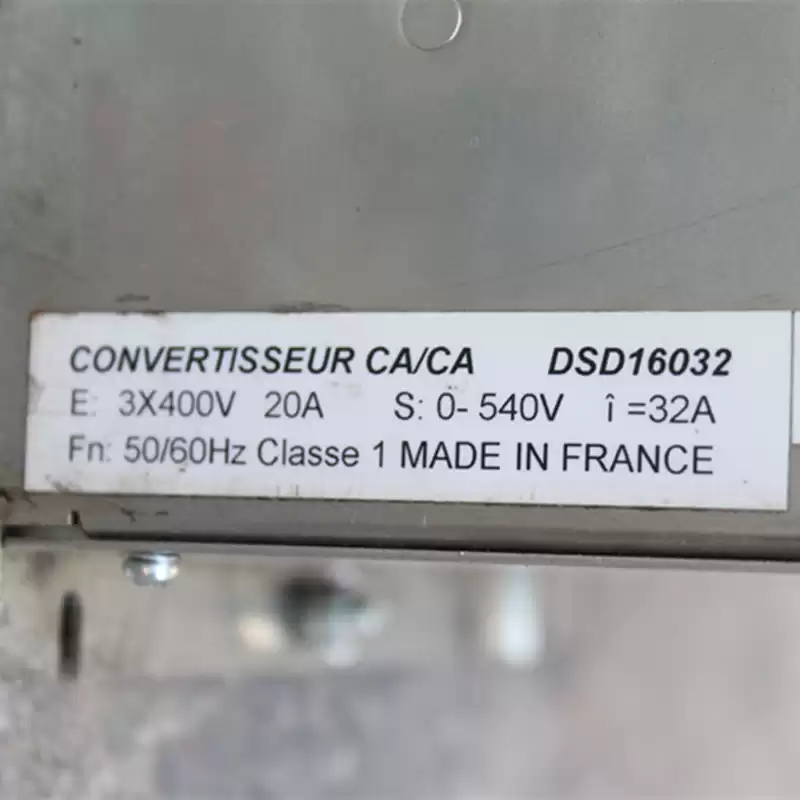 CONVERTISSEUR CA/CA DSD16032
E: 3X400V 20A S: 0- 540V î =32A
Fn: 50/60Hz Classe 1 MADE IN FRANCE